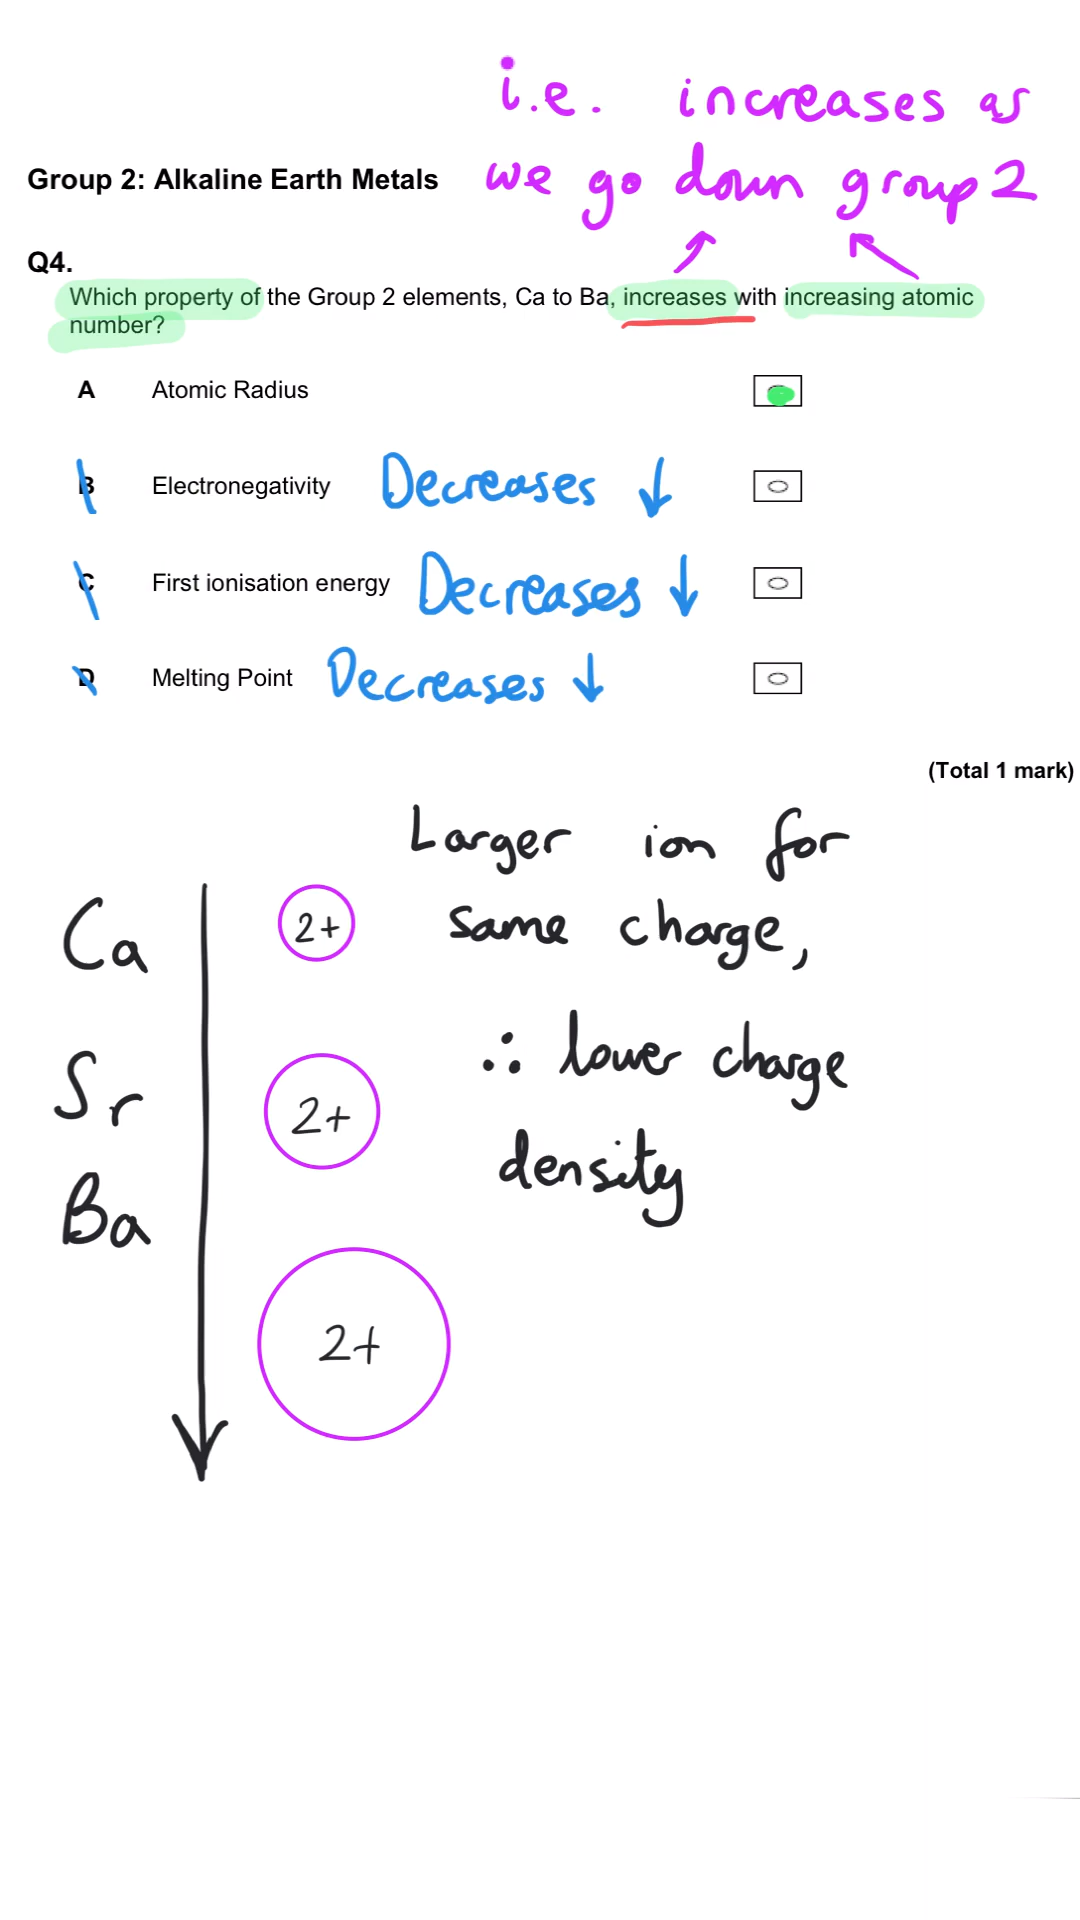 i.e. increases as
we go down group 2
Group 2: Alkaline Earth Metals
Q4.
Which property of the Group 2 elements, Ca to Ba, increases with increasing atomic
number?
A Atomic Radius
B Electronegativity Decreases ↓
C First ionisation energy Decreases ↓
D Melting Point Decreases ↓
(Total 1 mark)
Larger ion for
same charge,
∴ lower charge
density
Ca 2+
Sr 2+
Ba
2+